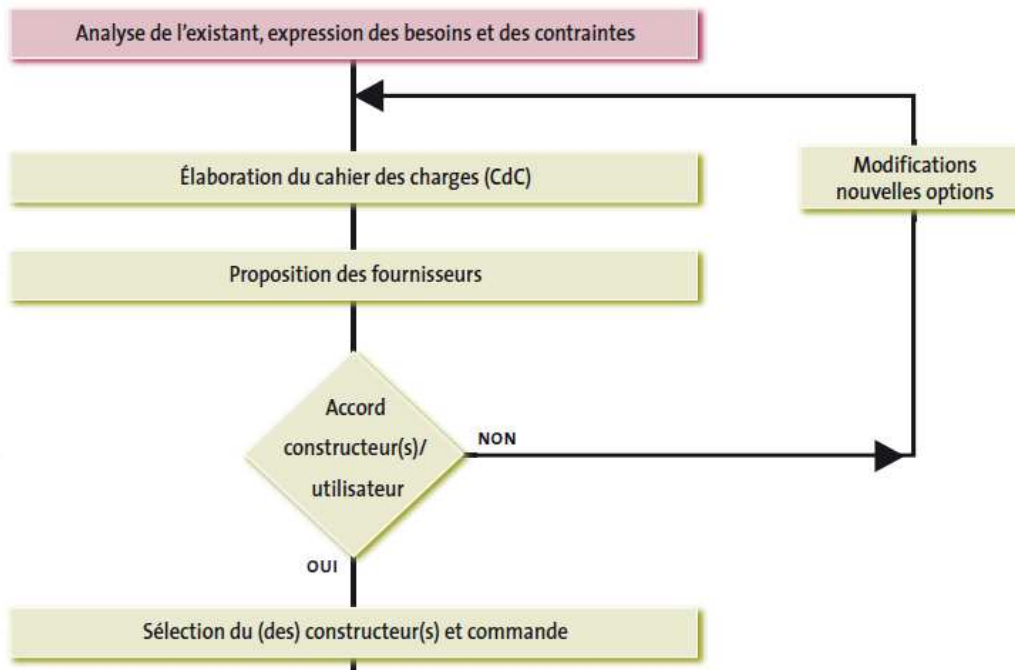 Analyse de l’existant, expression des besoins et des contraintes
Élaboration du cahier des charges (CdC)
Modifications
nouvelles options
Proposition des fournisseurs
Accord
constructeur(s)/
utilisateur
NON
OUI
Sélection du (des) constructeur(s) et commande